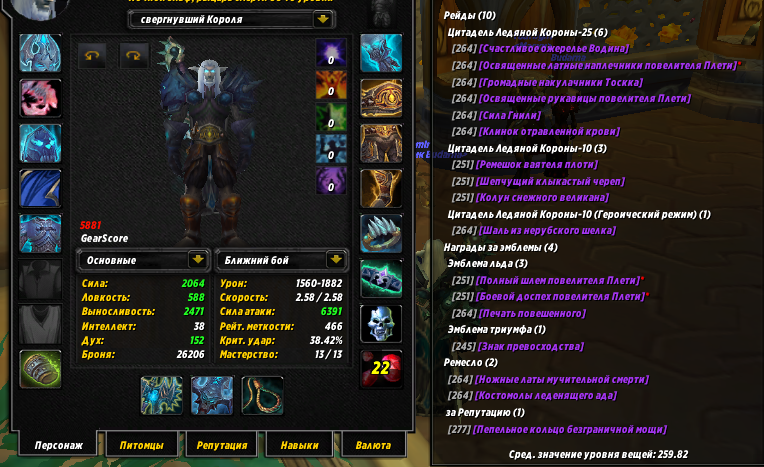 свергнувший Короля
0
0
0
0
0
5881
GearScore
Основные
Ближний бой
Сила: 2064
Ловкость: 588
Выносливость: 2471
Интеллект: 38
Дух: 152
Броня: 26206
Урон: 1560-1882
Скорость: 2.58 / 2.58
Сила атаки: 6391
Рейт. меткости: 466
Крит. удар: 38.42%
Мастерство: 13 / 13
22
Персонаж
Питомцы
Репутация
Навыки
Валюта
Рейды (10)
Цитадель Ледяной Короны-25 (6)
[264] [Счастливое ожерелье Водина]
[264] [Освященные латные наплечники повелителя Плети]*
[264] [Громадные накулачники Тоскка]
[264] [Освященные рукавицы повелителя Плети]
[264] [Сила Гнили]
[264] [Клинок отравленной крови]
Цитадель Ледяной Короны-10 (3)
[251] [Ремешок ваятеля плоти]
[251] [Шепчущий клыкастый череп]
[251] [Колун снежного великана]
Цитадель Ледяной Короны-10 (Героический режим) (1)
[264] [Шаль из нерубского шелка]
Награды за эмблемы (4)
Эмблема льда (3)
[251] [Полный шлем повелителя Плети]*
[251] [Боевой доспех повелителя Плети]*
[264] [Печать повешенного]
Эмблема триумфа (1)
[245] [Знак превосходства]
Ремесло (2)
[264] [Ножные латы мучительной смерти]
[264] [Костомолы леденящего ада]
за Репутацию (1)
[277] [Пепельное кольцо безграничной мощи]
Сред. значение уровня вещей: 259.82